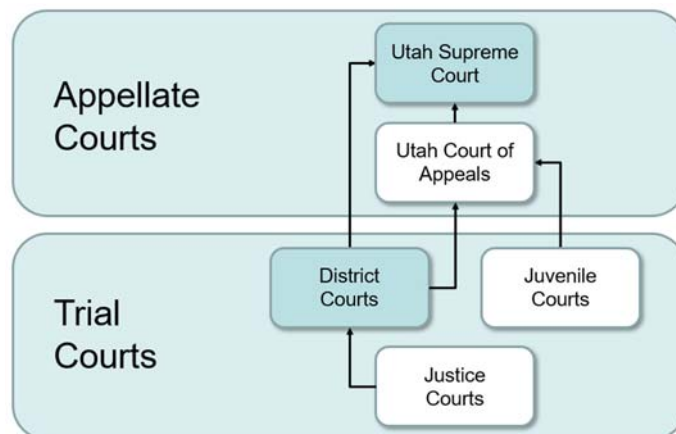 Utah Supreme
Court
Appellate
Courts
Utah Court of
Appeals
District
Courts
Juvenile
Courts
Trial
Courts
Justice
Courts